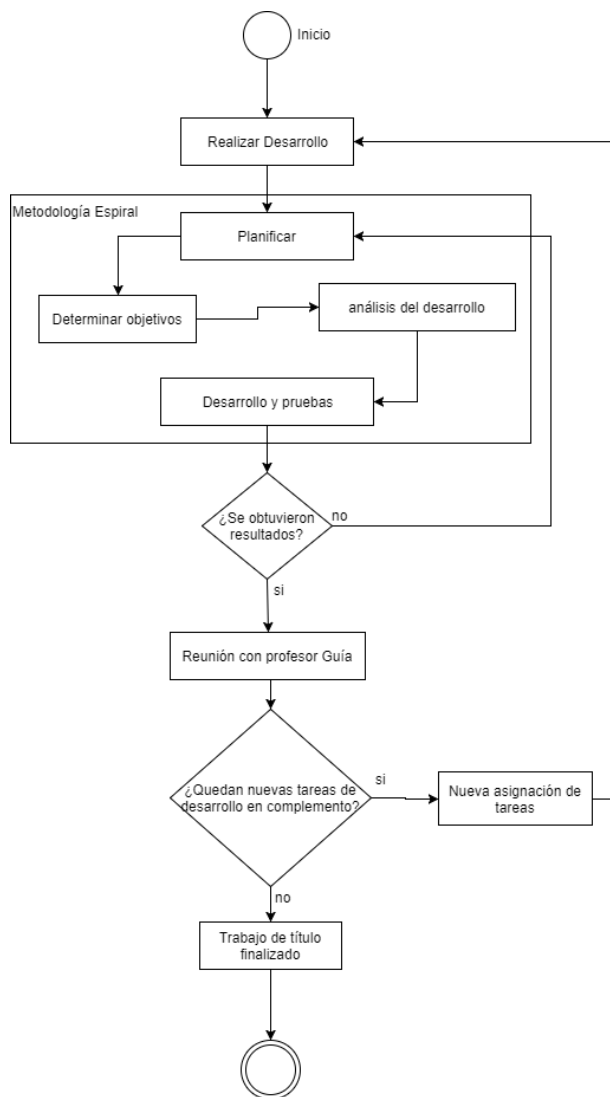 Inicio
Realizar Desarrollo
Metodología Espiral
Planificar
Determinar objetivos
análisis del desarrollo
Desarrollo y pruebas
¿Se obtuvieron
resultados?
no
si
Reunión con profesor Guía
¿Quedan nuevas tareas de
desarrollo en complemento?
si
Nueva asignación de
tareas
no
Trabajo de título
finalizado